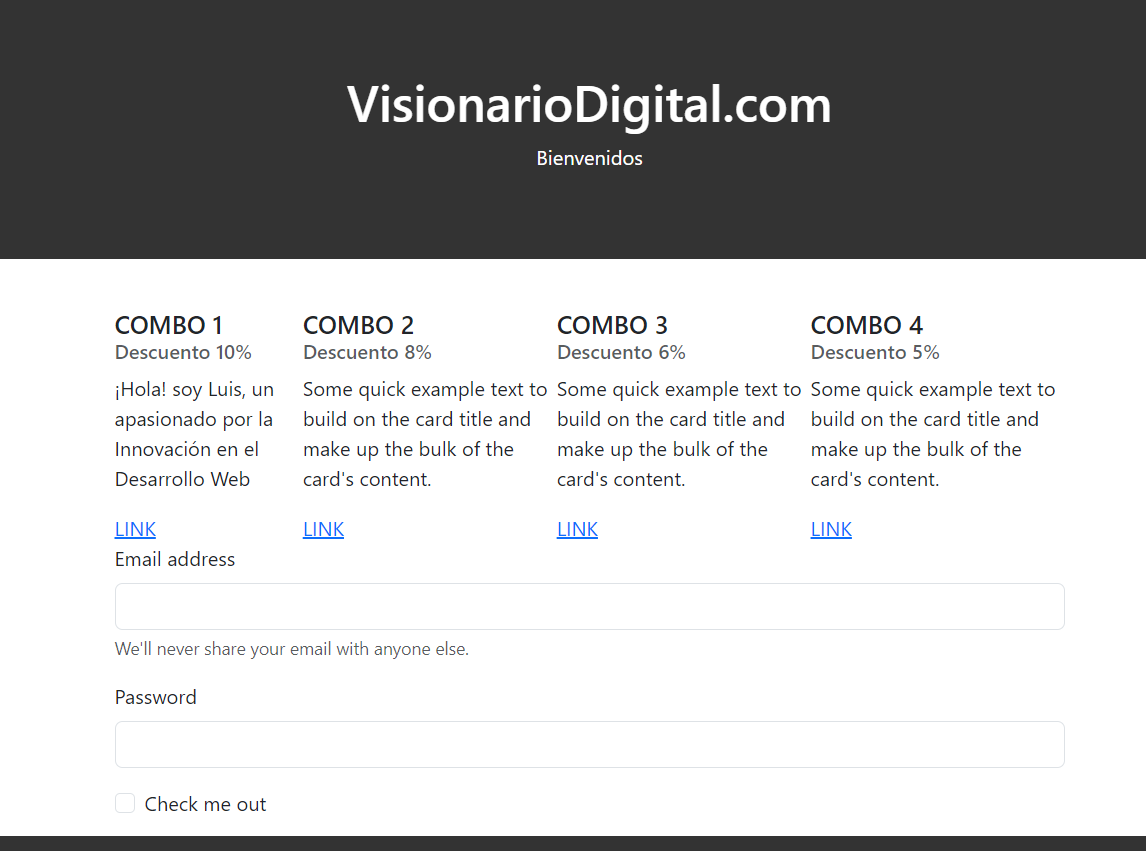 VisionarioDigital.com
Bienvenidos
COMBO 1
Descuento 10%
¡Hola! soy Luis, un
apasionado por la
Innovación en el
Desarrollo Web
LINK
COMBO 2
Descuento 8%
Some quick example text to
build on the card title and
make up the bulk of the
card's content.
LINK
COMBO 3
Descuento 6%
Some quick example text to
build on the card title and
make up the bulk of the
card's content.
LINK
COMBO 4
Descuento 5%
Some quick example text to
build on the card title and
make up the bulk of the
card's content.
LINK
Email address
We'll never share your email with anyone else.
Password
Check me out